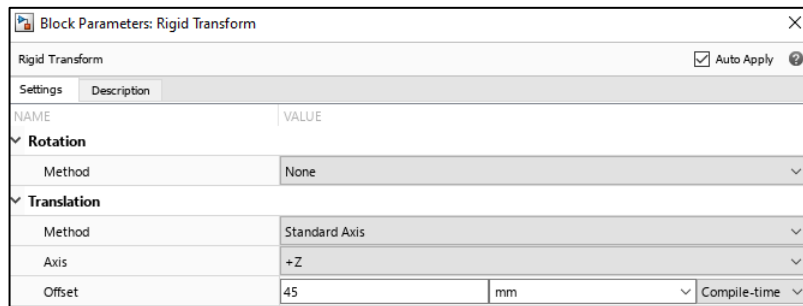 Block Parameters: Rigid Transform
Rigid Transform Auto Apply
Settings Description
NAME VALUE
Rotation
Method None
Translation
Method Standard Axis
Axis +Z
Offset 45 mm Compile-time